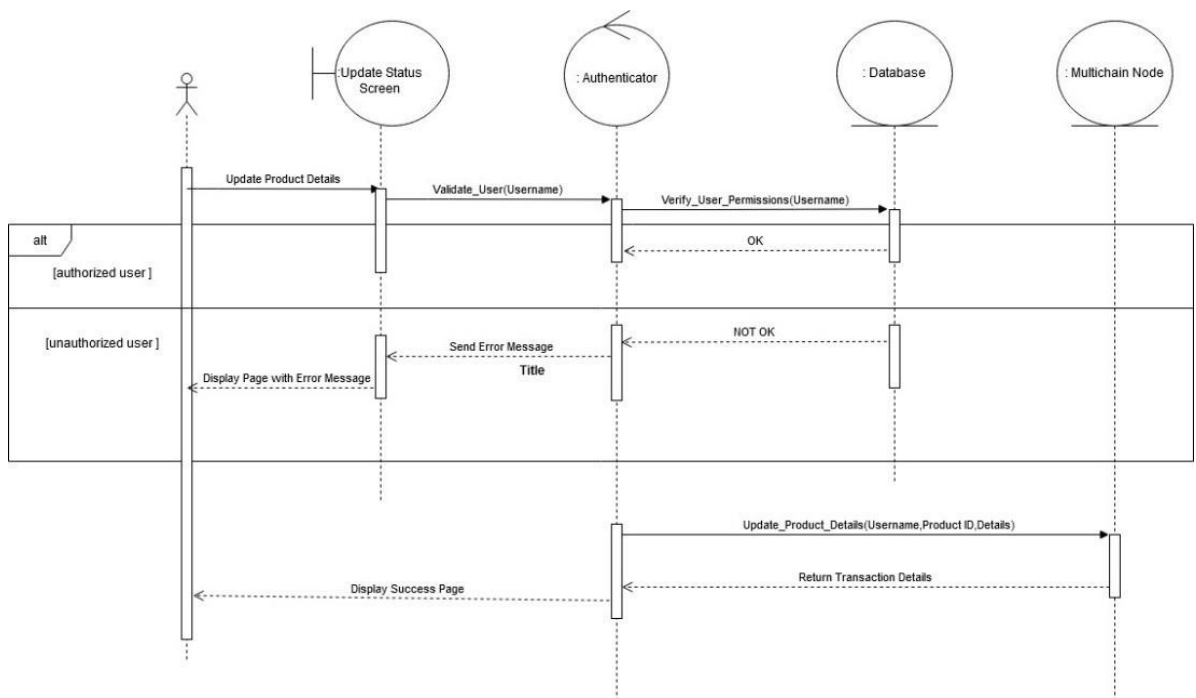 :Update Status
Screen
: Authenticator
: Database
: Multichain Node
Update Product Details
Validate_User(Username)
Verify_User_Permissions(Username)
alt
OK
[authorized user ]
NOT OK
[unauthorized user ]
Send Error Message
Title
Display Page with Error Message
Update_Product_Details(Username,Product ID,Details)
Return Transaction Details
Display Success Page